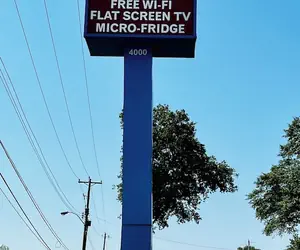 FREE WI-FI
FLAT SCREEN TV
MICRO-FRIDGE
4000